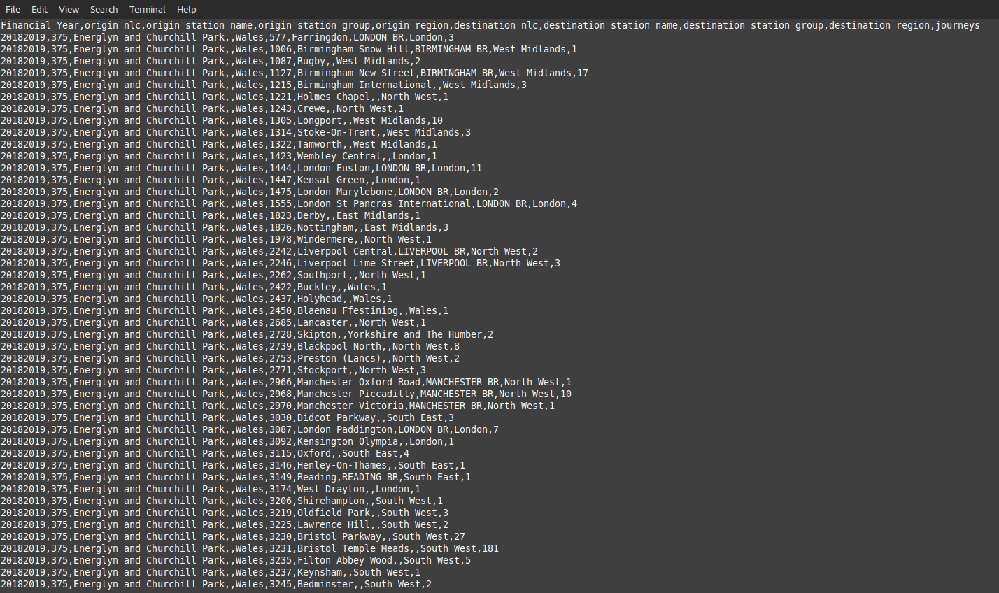 File Edit View Search Terminal Help
Financial_Year,origin_nlc,origin_station_name,origin_station_group,origin_region,destination_nlc,destination_station_name,destination_station_group,destination_region,journeys
20182019,375,Energlyn and Churchill Park,,Wales,577,Farringdon,LONDON BR,London,3
20182019,375,Energlyn and Churchill Park,,Wales,1006,Birmingham Snow Hill,BIRMINGHAM BR,West Midlands,1
20182019,375,Energlyn and Churchill Park,,Wales,1087,Rugby,,West Midlands,2
20182019,375,Energlyn and Churchill Park,,Wales,1127,Birmingham New Street,BIRMINGHAM BR,West Midlands,17
20182019,375,Energlyn and Churchill Park,,Wales,1215,Birmingham International,,West Midlands,3
20182019,375,Energlyn and Churchill Park,,Wales,1221,Holmes Chapel,,North West,1
20182019,375,Energlyn and Churchill Park,,Wales,1243,Crewe,,North West,1
20182019,375,Energlyn and Churchill Park,,Wales,1305,Longport,,West Midlands,10
20182019,375,Energlyn and Churchill Park,,Wales,1314,Stoke-On-Trent,,West Midlands,3
20182019,375,Energlyn and Churchill Park,,Wales,1322,Tamworth,,West Midlands,1
20182019,375,Energlyn and Churchill Park,,Wales,1423,Wembley Central,,London,1
20182019,375,Energlyn and Churchill Park,,Wales,1444,London Euston,LONDON BR,London,11
20182019,375,Energlyn and Churchill Park,,Wales,1447,Kensal Green,,London,1
20182019,375,Energlyn and Churchill Park,,Wales,1475,London Marylebone,LONDON BR,London,2
20182019,375,Energlyn and Churchill Park,,Wales,1555,London St Pancras International,LONDON BR,London,4
20182019,375,Energlyn and Churchill Park,,Wales,1823,Derby,,East Midlands,1
20182019,375,Energlyn and Churchill Park,,Wales,1826,Nottingham,,East Midlands,3
20182019,375,Energlyn and Churchill Park,,Wales,1978,Windermere,,North West,1
20182019,375,Energlyn and Churchill Park,,Wales,2242,Liverpool Central,LIVERPOOL BR,North West,2
20182019,375,Energlyn and Churchill Park,,Wales,2246,Liverpool Lime Street,LIVERPOOL BR,North West,3
20182019,375,Energlyn and Churchill Park,,Wales,2262,Southport,,North West,1
20182019,375,Energlyn and Churchill Park,,Wales,2422,Buckley,,Wales,1
20182019,375,Energlyn and Churchill Park,,Wales,2437,Holyhead,,Wales,1
20182019,375,Energlyn and Churchill Park,,Wales,2450,Blaenau Ffestiniog,,Wales,1
20182019,375,Energlyn and Churchill Park,,Wales,2685,Lancaster,,North West,1
20182019,375,Energlyn and Churchill Park,,Wales,2728,Skipton,,Yorkshire and The Humber,2
20182019,375,Energlyn and Churchill Park,,Wales,2739,Blackpool North,,North West,8
20182019,375,Energlyn and Churchill Park,,Wales,2753,Preston (Lancs),,North West,2
20182019,375,Energlyn and Churchill Park,,Wales,2771,Stockport,,North West,3
20182019,375,Energlyn and Churchill Park,,Wales,2966,Manchester Oxford Road,MANCHESTER BR,North West,1
20182019,375,Energlyn and Churchill Park,,Wales,2968,Manchester Piccadilly,MANCHESTER BR,North West,10
20182019,375,Energlyn and Churchill Park,,Wales,2970,Manchester Victoria,MANCHESTER BR,North West,1
20182019,375,Energlyn and Churchill Park,,Wales,3030,Didcot Parkway,,South East,3
20182019,375,Energlyn and Churchill Park,,Wales,3087,London Paddington,LONDON BR,London,7
20182019,375,Energlyn and Churchill Park,,Wales,3092,Kensington Olympia,,London,1
20182019,375,Energlyn and Churchill Park,,Wales,3115,Oxford,,South East,4
20182019,375,Energlyn and Churchill Park,,Wales,3146,Henley-On-Thames,,South East,1
20182019,375,Energlyn and Churchill Park,,Wales,3149,Reading,READING BR,South East,1
20182019,375,Energlyn and Churchill Park,,Wales,3174,West Drayton,,London,1
20182019,375,Energlyn and Churchill Park,,Wales,3206,Shirehampton,,South West,1
20182019,375,Energlyn and Churchill Park,,Wales,3219,Oldfield Park,,South West,3
20182019,375,Energlyn and Churchill Park,,Wales,3225,Lawrence Hill,,South West,2
20182019,375,Energlyn and Churchill Park,,Wales,3230,Bristol Parkway,,South West,27
20182019,375,Energlyn and Churchill Park,,Wales,3231,Bristol Temple Meads,,South West,181
20182019,375,Energlyn and Churchill Park,,Wales,3235,Filton Abbey Wood,,South West,5
20182019,375,Energlyn and Churchill Park,,Wales,3237,Keynsham,,South West,1
20182019,375,Energlyn and Churchill Park,,Wales,3245,Bedminster,,South West,2